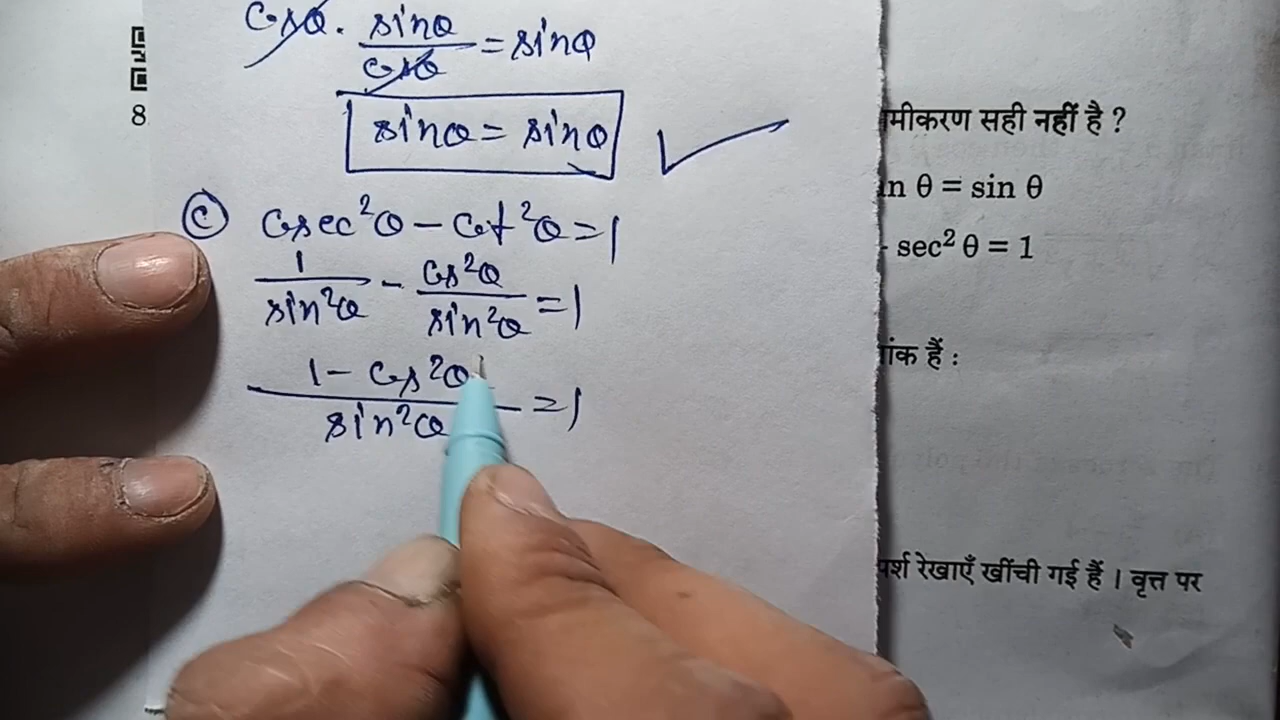 cosθ. sinθ/cosθ = sinθ
sinθ = sinθ
8
c cosec²θ - cot²θ = 1
1/sin²θ - cos²θ/sin²θ = 1
1 - cos²θ/sin²θ = 1
मीकरण सही नहीं है ?
n θ = sin θ
sec² θ = 1
ांक हैं :
पर्श रेखाएँ खींची गई हैं । वृत्त पर